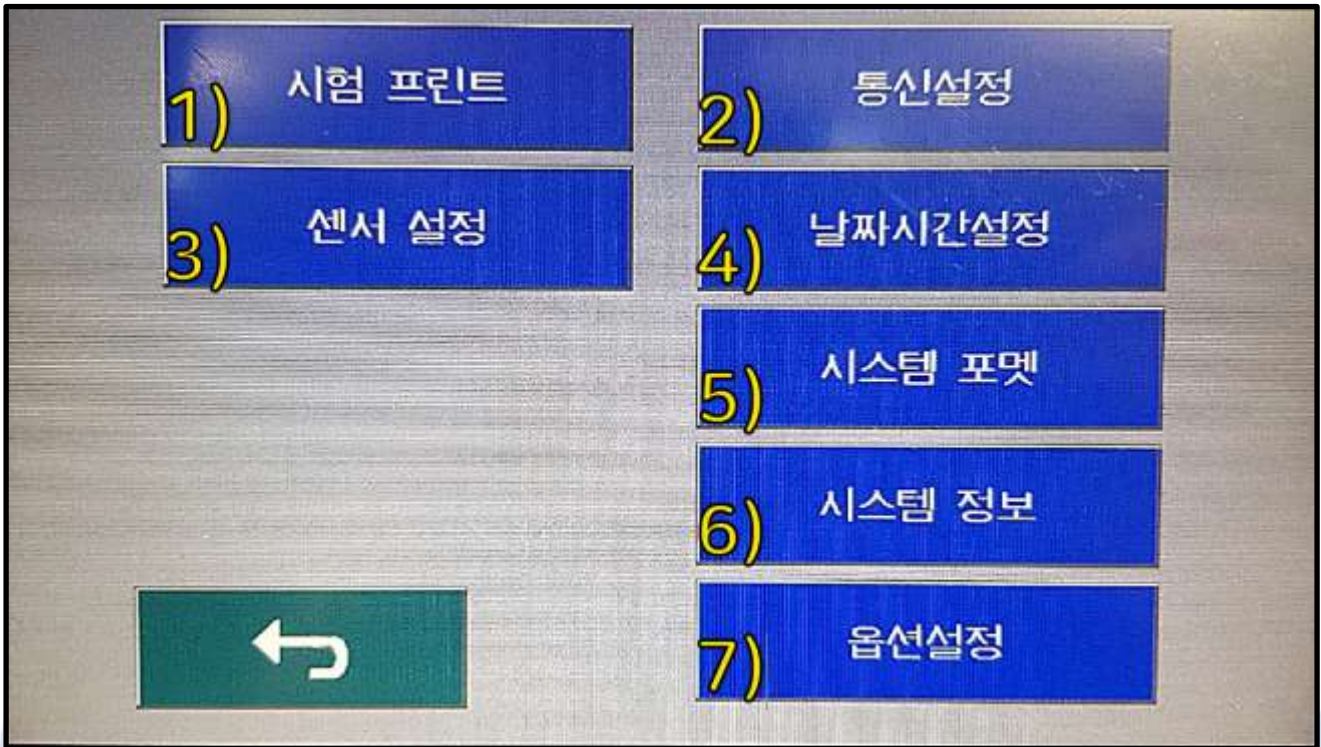 1) 시험 프린트
2) 통신설정
3) 센서 설정
4) 날짜시간설정
5) 시스템 포멧
6) 시스템 정보
7) 옵션설정